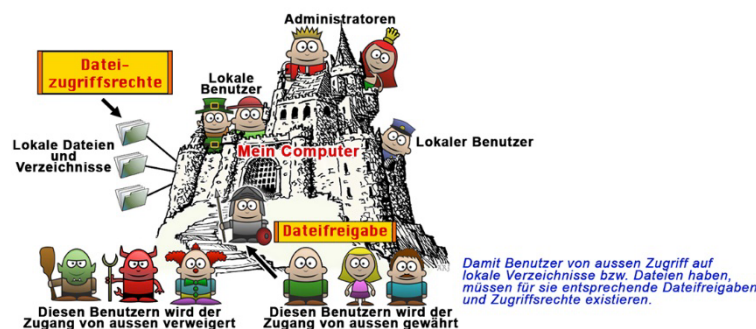 Administratoren
Datei-
zugriffsrechte
Lokale
Benutzer
Lokale Dateien
und
Verzeichnisse
Mein Computer
Lokaler Benutzer
Dateifreigabe
Diesen Benutzern wird der
Zugang von aussen verweigert
Diesen Benutzern wird der
Zugang von aussen gewährt
Damit Benutzer von aussen Zugriff auf
lokale Verzeichnisse bzw. Dateien haben,
müssen für sie entsprechende Dateifreigaben
und Zugriffsrechte existieren.